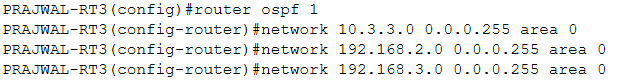 PRAJWAL-RT3(config)#router ospf 1
PRAJWAL-RT3(config-router)#network 10.3.3.0 0.0.0.255 area 0
PRAJWAL-RT3(config-router)#network 192.168.2.0 0.0.0.255 area 0
PRAJWAL-RT3(config-router)#network 192.168.3.0 0.0.0.255 area 0